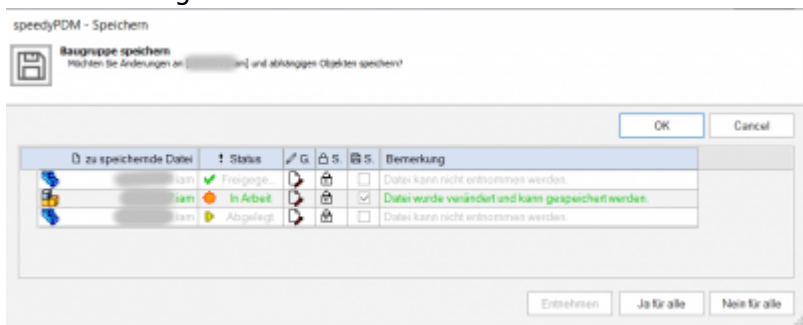 speedyPDM - Speichern
Baugruppe speichern
Möchten Sie Änderungen an [ am] und abhängigen Objekten speichern?
OK Cancel
zu speichernde Datei ! Status G. S. S. Bemerkung
iam Freigege... Datei kann nicht entnommen werden.
iam In Arbeit Datei wurde verändert und kann gespeichert werden.
iam Abgelegt Datei kann nicht entnommen werden.
Entnehmen Ja für alle Nein für alle